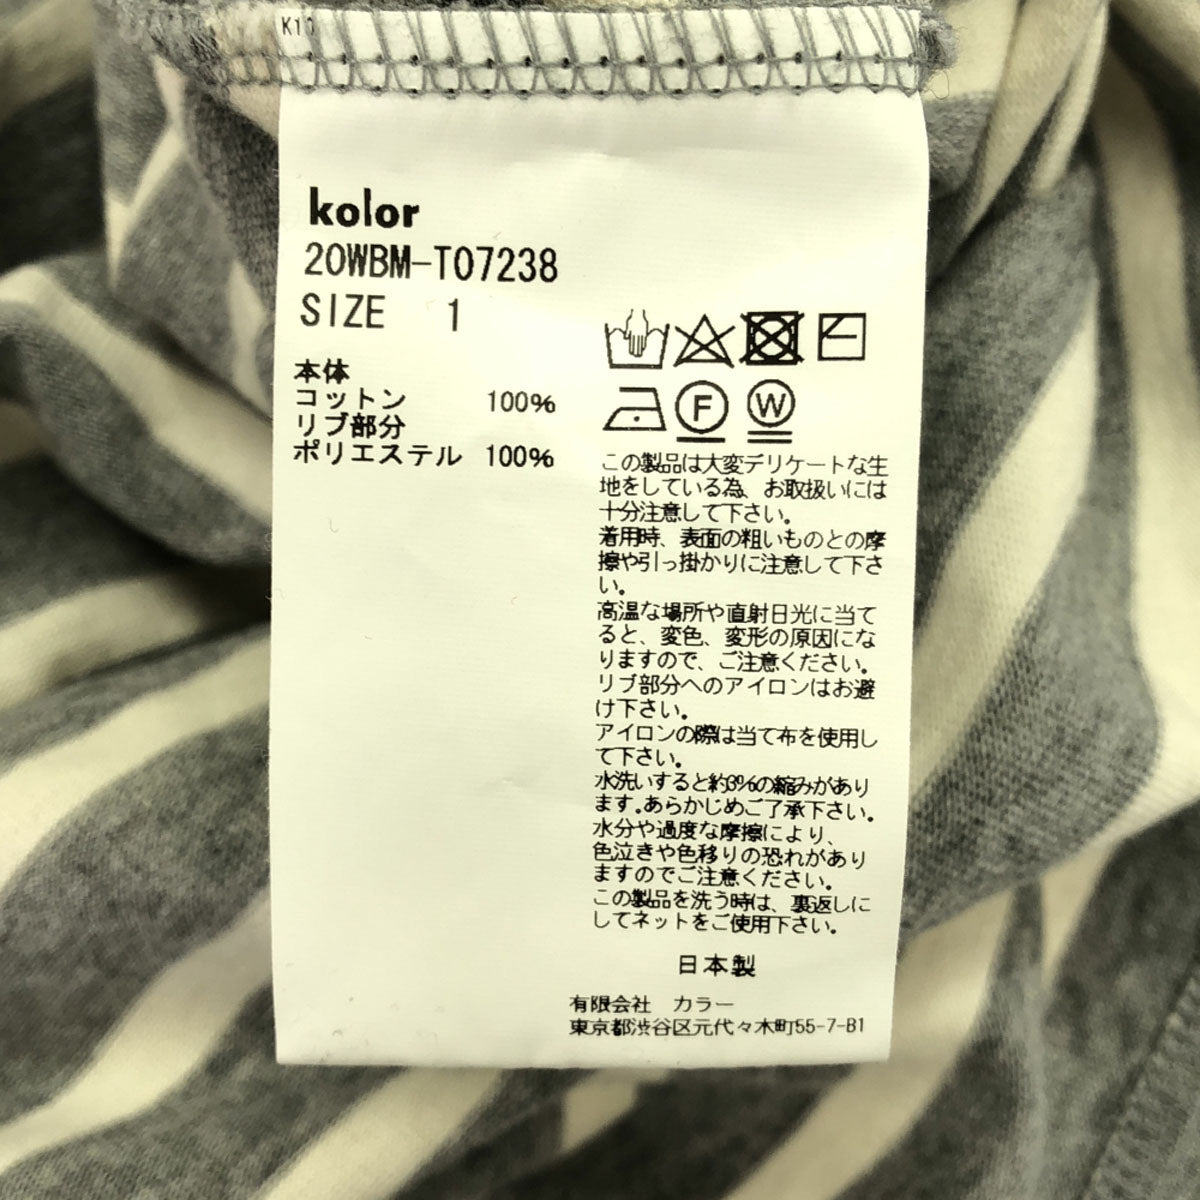 K10
kolor
20WBM-T07238
SIZE 1
本体
コットン 100%
リブ部分
ポリエステル 100%
F W
この製品は大変デリケートな生
地をしている為、お取扱いには
十分注意して下さい。
着用時、表面の粗いものとの摩
擦や引っ掛かりに注意して下さ
い。
高温な場所や直射日光に当て
ると、変色、変形の原因にな
りますので、ご注意ください。
リブ部分へのアイロンはお避
け下さい。
アイロンの際は当て布を使用し
て下さい。
水洗いすると約3%の縮みがあり
ます。あらかじめご了承下さい。
水分や過度な摩擦により、
色泣きや色移りの恐れがあり
ますのでご注意ください。
この製品を洗う時は、裏返しに
してネットをご使用下さい。
日本製
有限会社 カラー
東京都渋谷区元代々木町55-7-B1